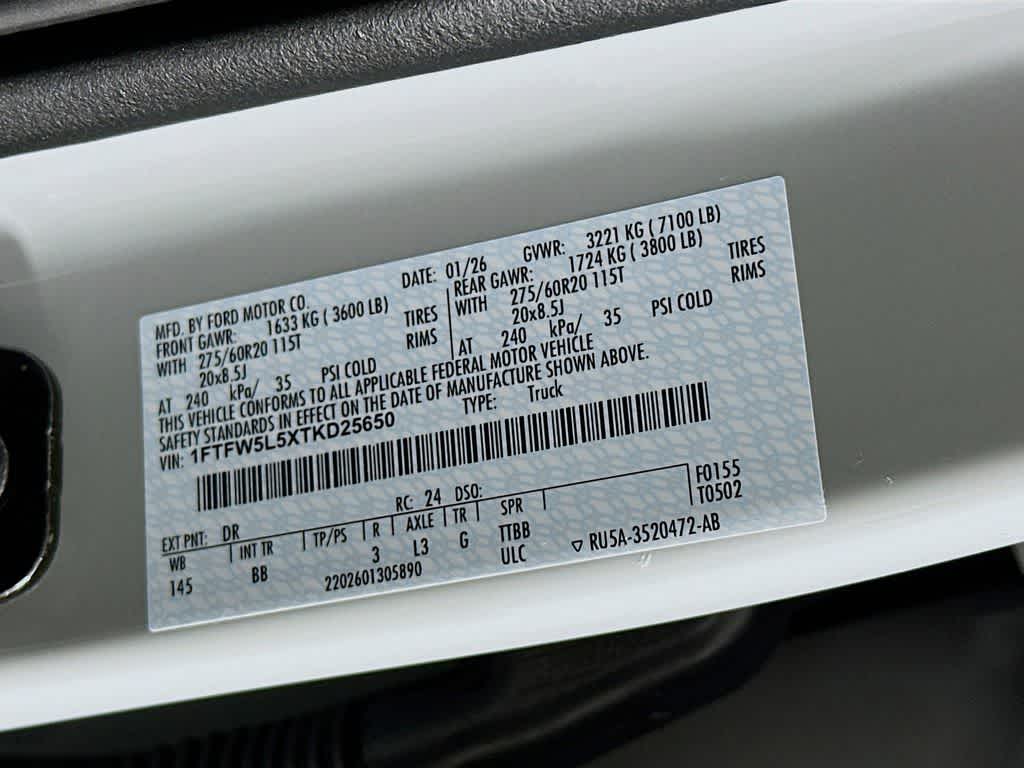 MFD. BY FORD MOTOR CO.
DATE: 01/26 GVWR: 3221 KG ( 7100 LB)
FRONT GAWR: 1633 KG ( 3600 LB)
WITH 275/60R20 115T TIRES
20x8.5J RIMS
AT 240 kPa/ 35 PSI COLD
REAR GAWR: 1724 KG ( 3800 LB)
WITH 275/60R20 115T TIRES
20x8.5J RIMS
AT 240 kPa/ 35 PSI COLD
THIS VEHICLE CONFORMS TO ALL APPLICABLE FEDERAL MOTOR VEHICLE
SAFETY STANDARDS IN EFFECT ON THE DATE OF MANUFACTURE SHOWN ABOVE.
VIN: 1FTFW5L5XTKD25650 TYPE: Truck
F0155
T0502
EXT PNT: DR RC: 24 DSO:
WB INT TR TP/PS R AXLE TR SPR
145 BB 3 L3 G TTBB
2202601305890 ULC ▽ RU5A-3520472-AB